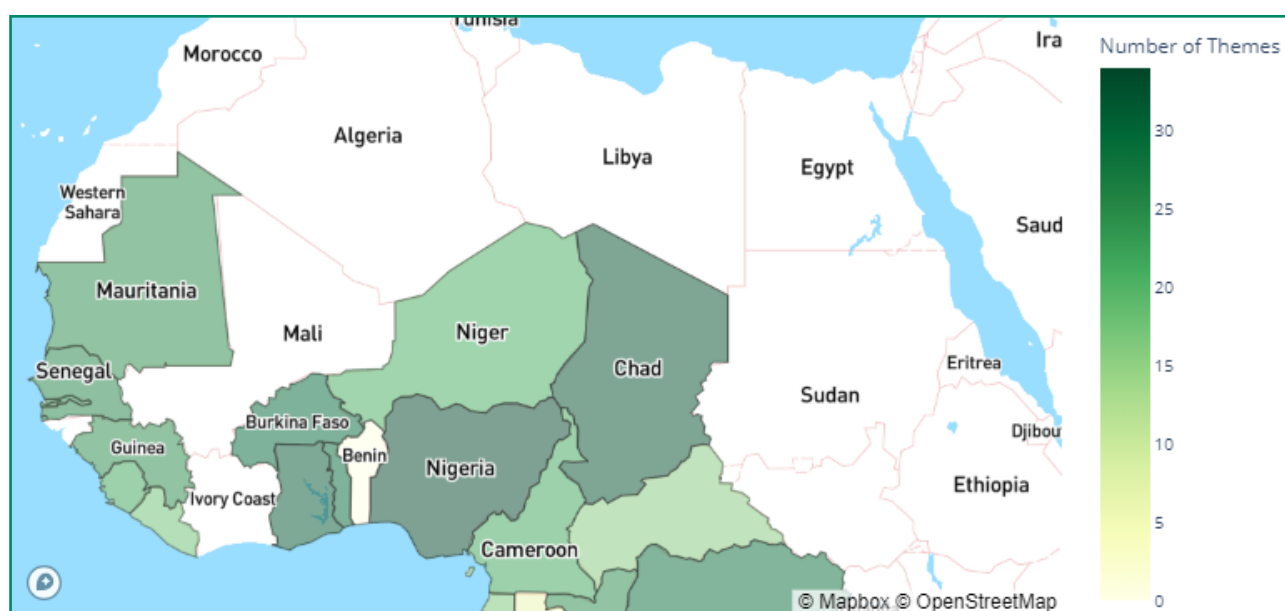 Tunisia
Ira
Number of Themes
Morocco
Algeria
Libya
Egypt
30
Western
Sahara
25
Saud
Mauritania
20
Niger
Mali
Chad
Senegal
Eritrea
15
Sudan
Burkina Faso
Djibou
Guinea
Benin
Nigeria
10
Ivory Coast
Ethiopia
5
Cameroon
0
© Mapbox © OpenStreetMap